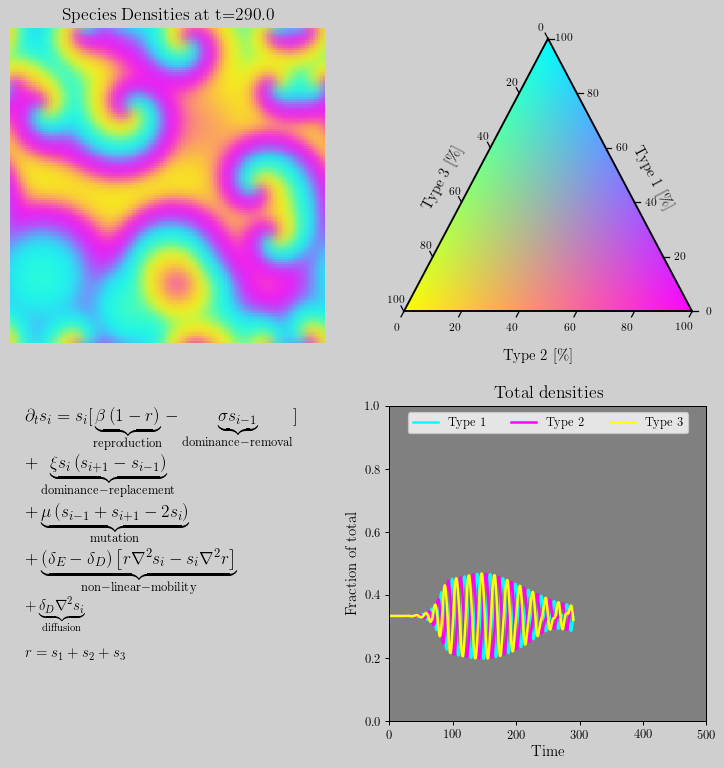 Species Densities at t=290.0
0
100
20
80
40
60
Type 3 [%]
Type 1 [%]
60
40
80
20
100
0
0
20
40
60
80
100
Type 2 [%]
∂ₜsᵢ = sᵢ[ β (1 − r) − σsᵢ₋₁ ]
reproduction dominance−removal
+ ξsᵢ (sᵢ₊₁ − sᵢ₋₁)
dominance−replacement
+ μ (sᵢ₋₁ + sᵢ₊₁ − 2sᵢ)
mutation
+ (δ_E − δ_D) [r∇²sᵢ − sᵢ∇²r]
non−linear−mobility
+ δ_D∇²sᵢ
diffusion
r = s₁ + s₂ + s₃
Total densities
Type 1 Type 2 Type 3
1.0
0.8
0.6
0.4
0.2
0.0
Fraction of total
0 100 200 300 400 500
Time